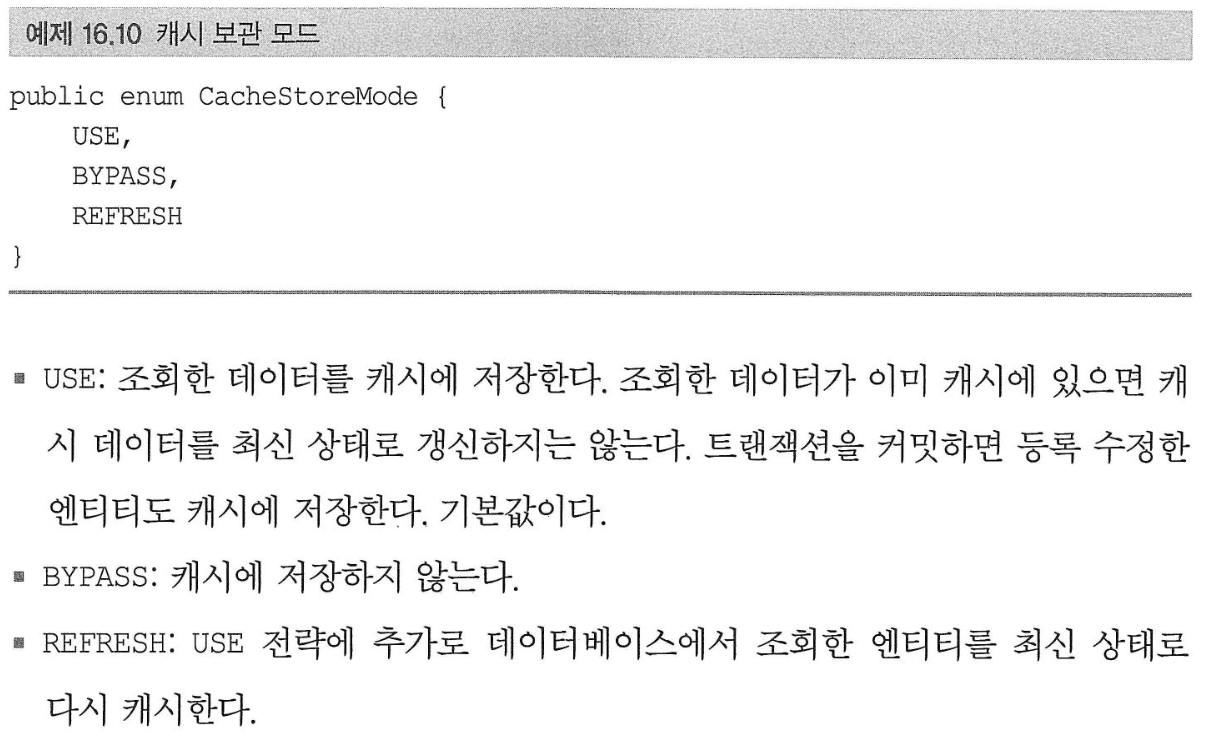 예제 16.10 캐시 보관 모드
public enum CacheStoreMode {
    USE,
    BYPASS,
    REFRESH
}
▪ USE: 조회한 데이터를 캐시에 저장한다. 조회한 데이터가 이미 캐시에 있으면 캐
시 데이터를 최신 상태로 갱신하지는 않는다. 트랜잭션을 커밋하면 등록 수정한
엔티티도 캐시에 저장한다. 기본값이다.
▪ BYPASS: 캐시에 저장하지 않는다.
▪ REFRESH: USE 전략에 추가로 데이터베이스에서 조회한 엔티티를 최신 상태로
다시 캐시한다.